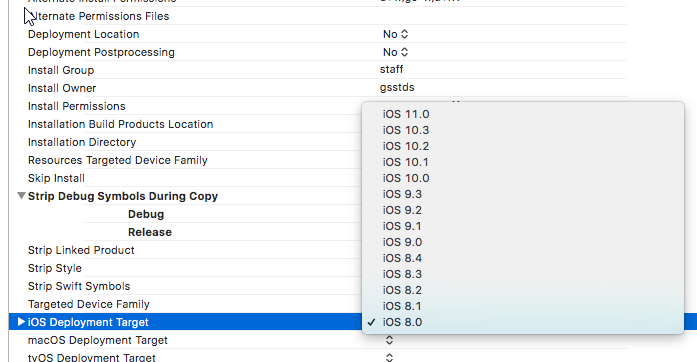 Alternate Permissions Files
Deployment Location No
Deployment Postprocessing No
Install Group staff
Install Owner gsstds
Install Permissions
Installation Build Products Location
Installation Directory
Resources Targeted Device Family
Skip Install
Strip Debug Symbols During Copy
Debug
Release
Strip Linked Product
Strip Style
Strip Swift Symbols
Targeted Device Family
iOS Deployment Target
macOS Deployment Target
tvOS Deployment Target
iOS 11.0
iOS 10.3
iOS 10.2
iOS 10.1
iOS 10.0
iOS 9.3
iOS 9.2
iOS 9.1
iOS 9.0
iOS 8.4
iOS 8.3
iOS 8.2
iOS 8.1
✓ iOS 8.0